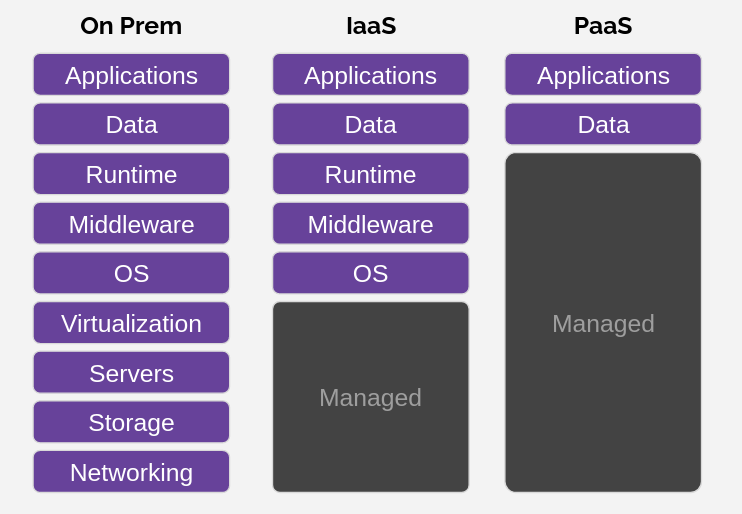 On Prem
Applications
Data
Runtime
Middleware
OS
Virtualization
Servers
Storage
Networking
IaaS
Applications
Data
Runtime
Middleware
OS
Managed
PaaS
Applications
Data
Managed